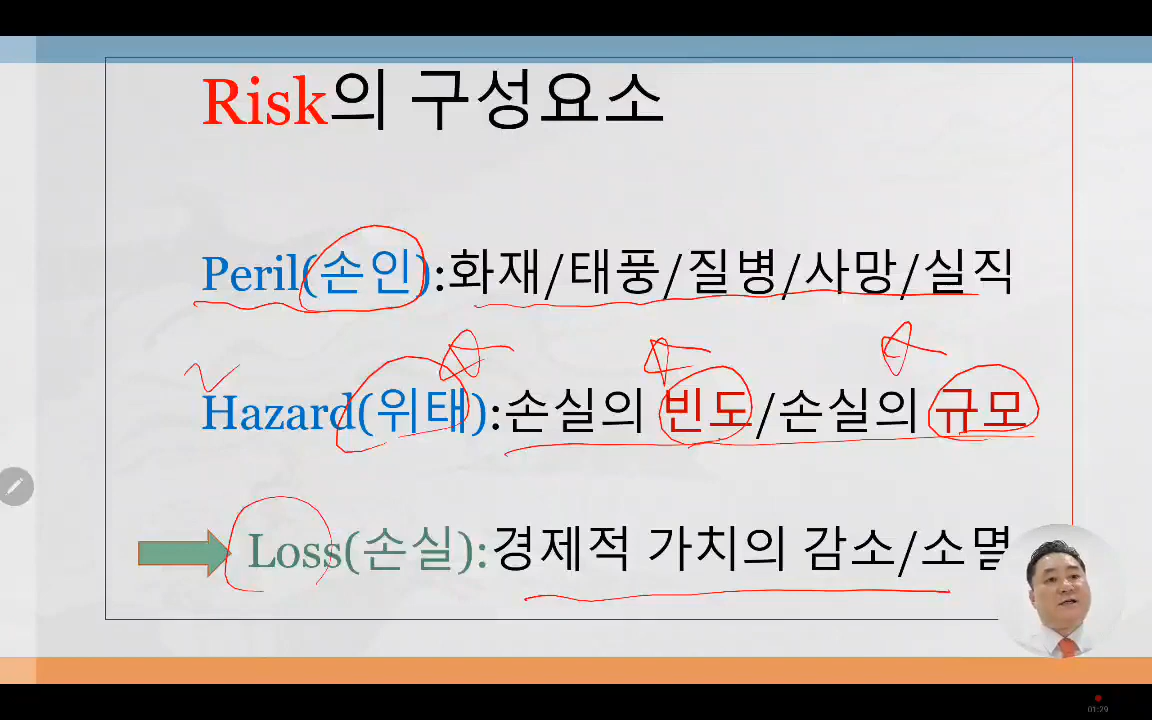 Risk의 구성요소
Peril(손인):화재/태풍/질병/사망/실직
Hazard(위태):손실의 빈도/손실의 규모
Loss(손실):경제적 가치의 감소/소멸
01:29